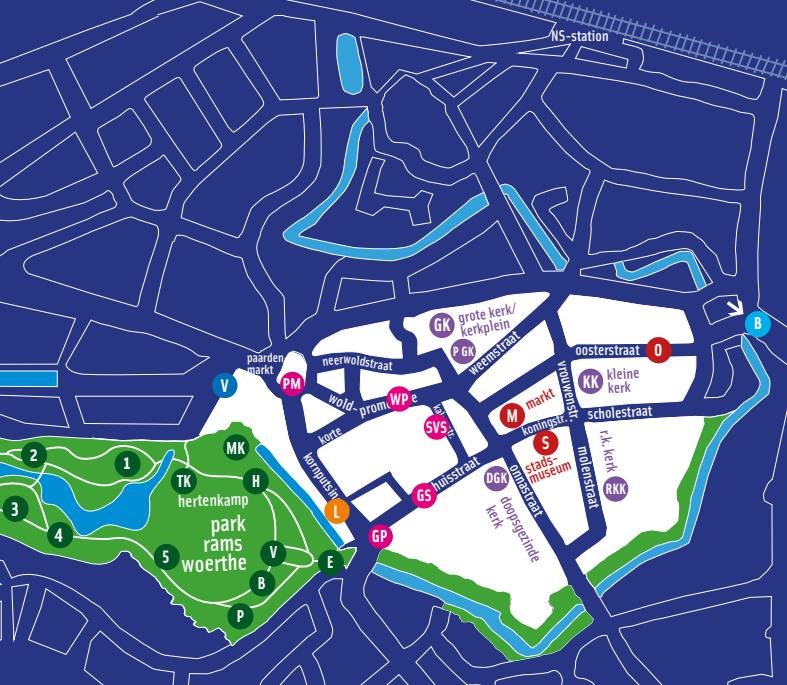 NS-station
B
grote kerk/
kerkplein
GK
P GK
weemstraat
oosterstraat
O
paarden
markt
neerwoldstraat
V
PM
vrouwenstr.
KK
kleine
kerk
wold-promenade
WP
markt
M
scholestraat
koningstr.
SVS
korte
S
stads-
museum
r.k. kerk
molenstraat
RKK
MK
2
1
kornputsingel
TK
H
hertenkamp
huisstraat
GS
DGK
doopsgezinde
kerk
onnastraat
3
L
4
park
rams
woerthe
GP
5
V
E
B
P